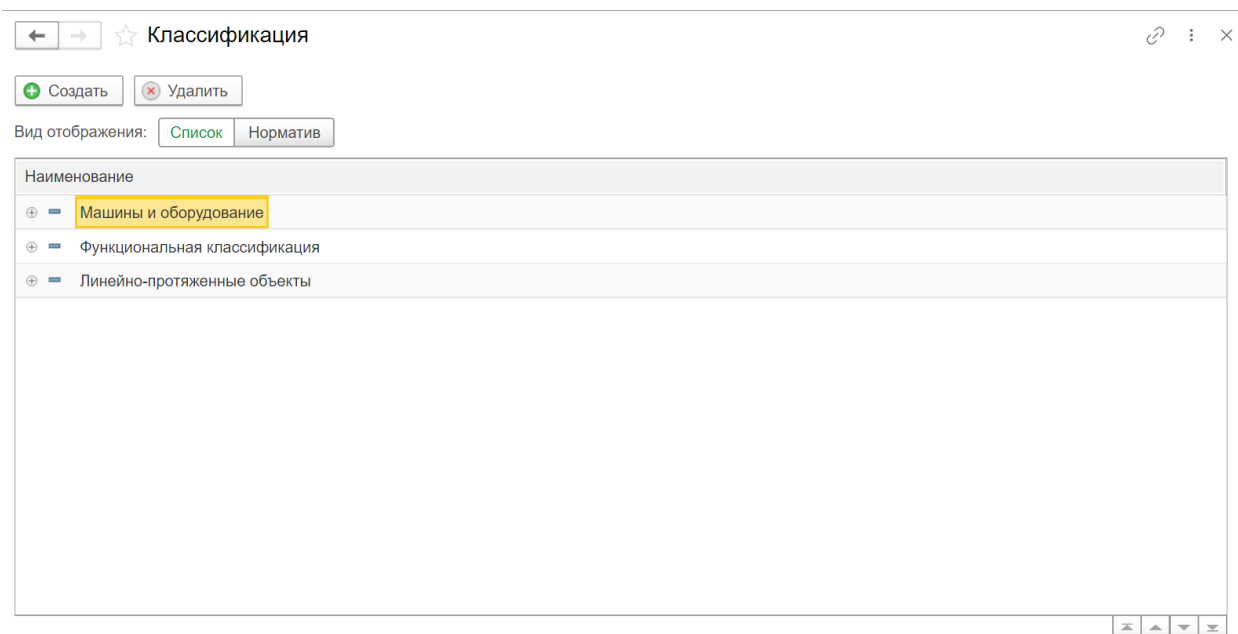 Классификация
Создать Удалить
Вид отображения: Список Норматив
Наименование
Машины и оборудование
Функциональная классификация
Линейно-протяженные объекты